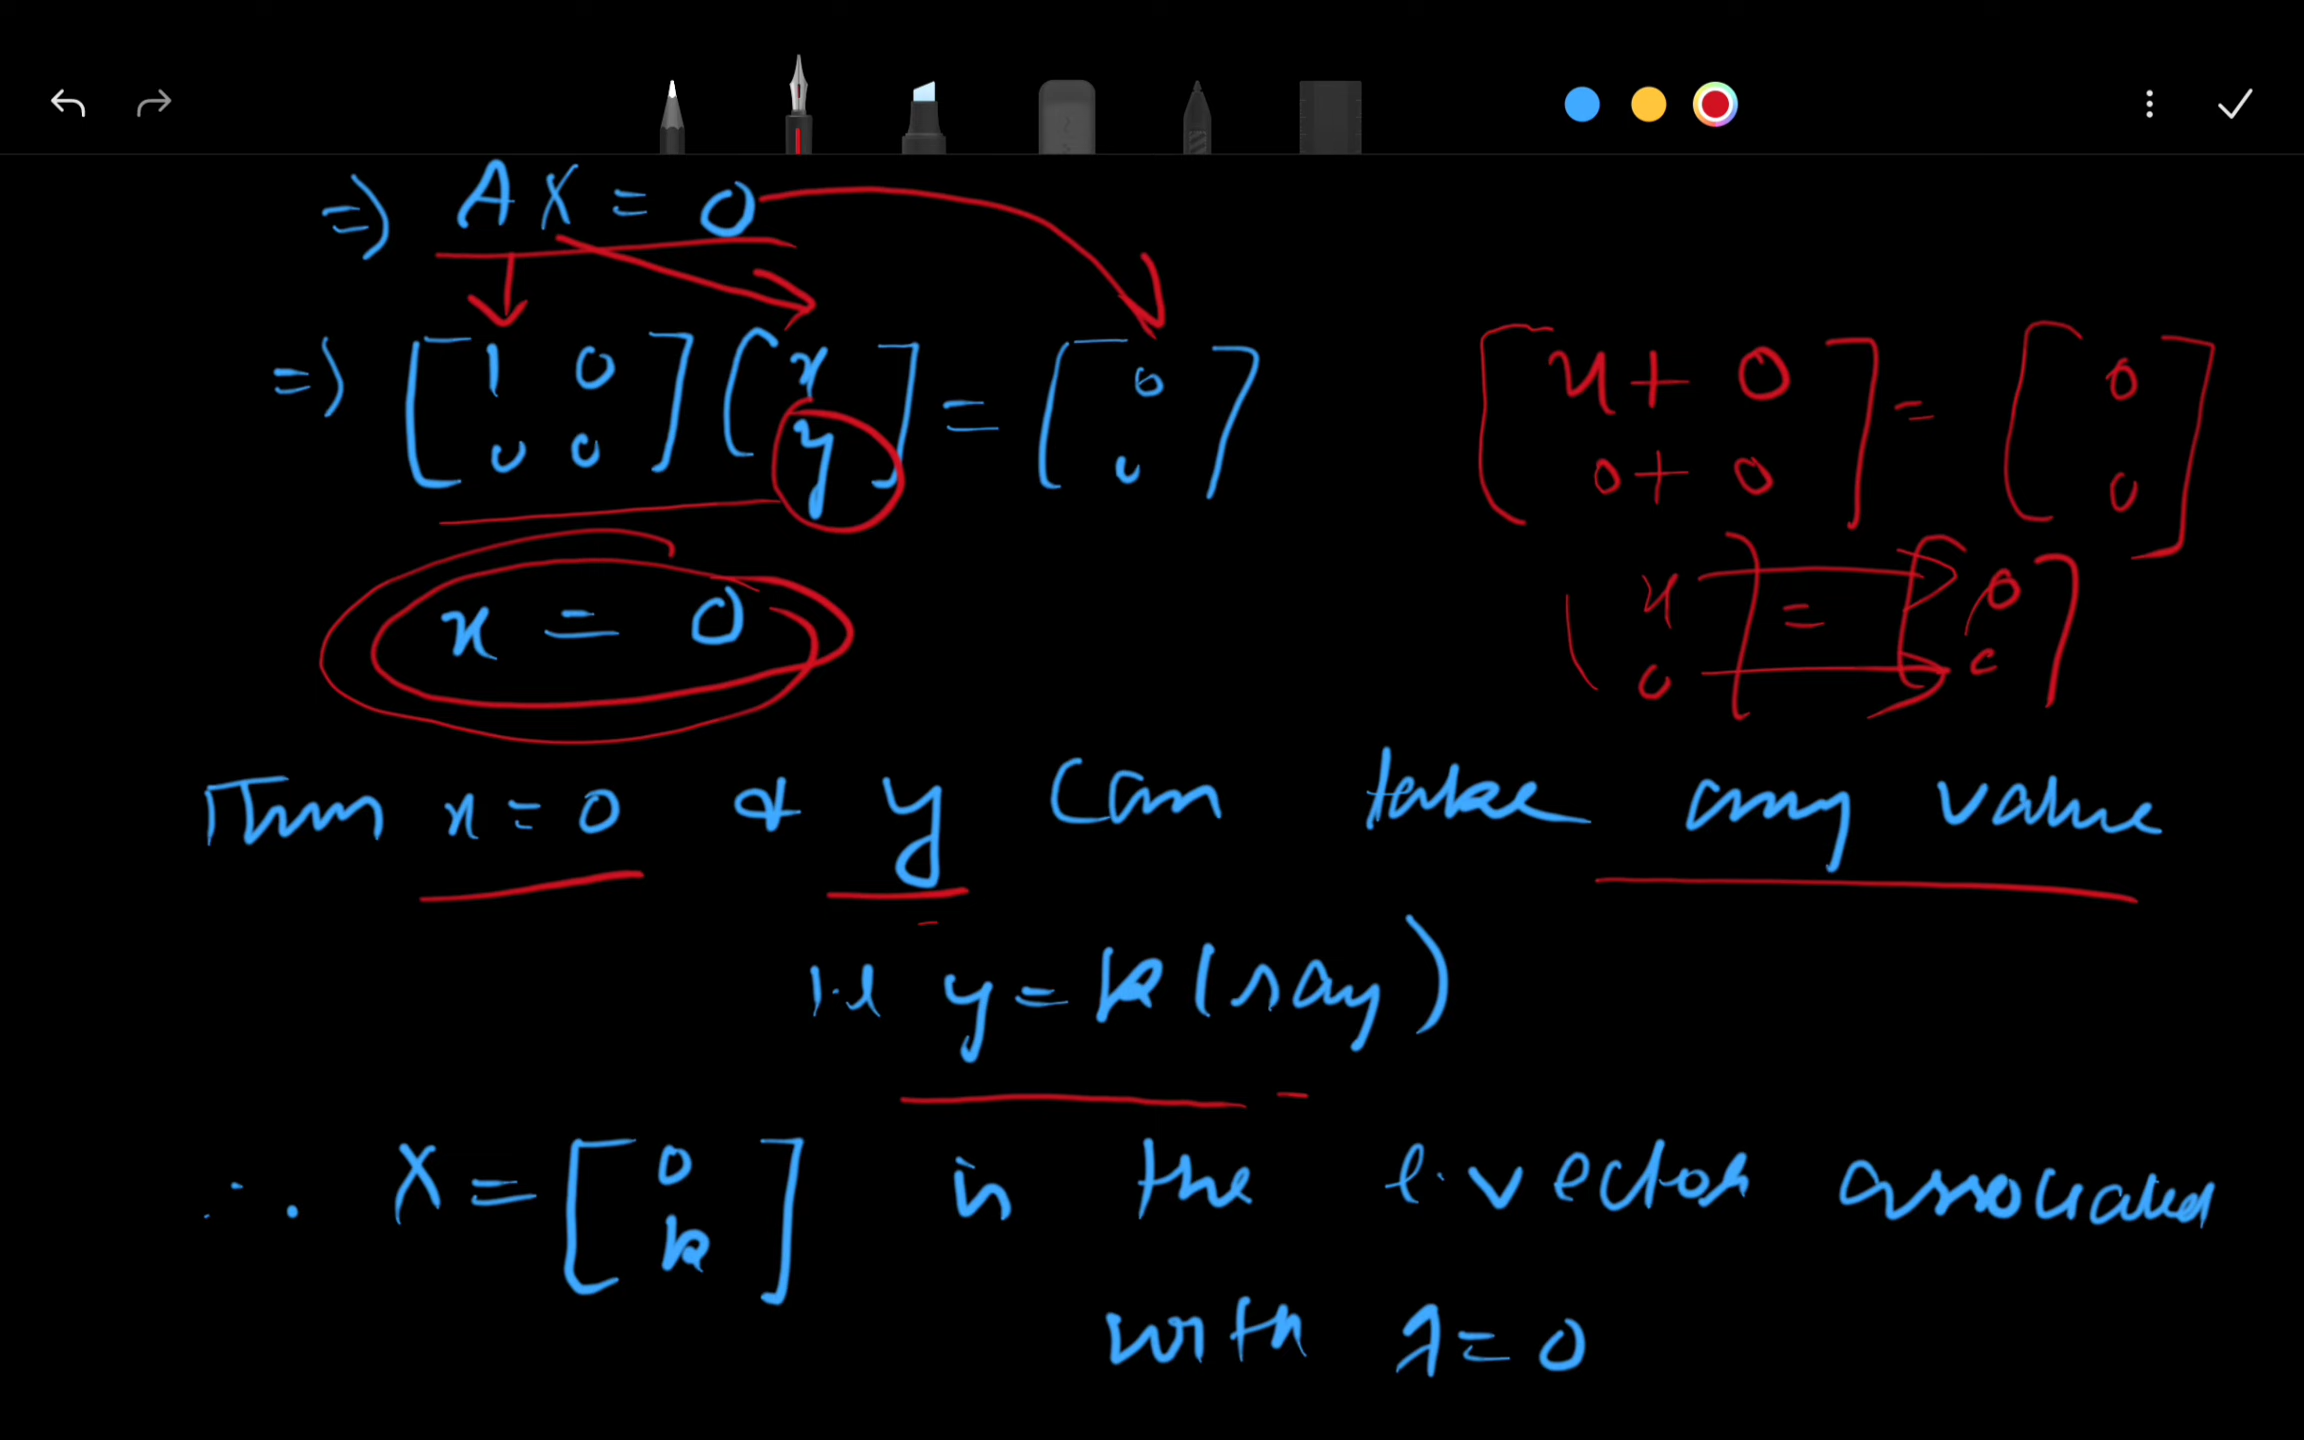 ⇒ AX = 0
⇒ [1 0 0 0] [x y] = [0 0]
[x + 0 0 + 0] = [0 0]
x = 0
[x 0] = [0 0]
Thus x = 0 & y can take any value
i.e y = k (say)
∴ X = [0 k] is the e.vector associated
with λ = 0